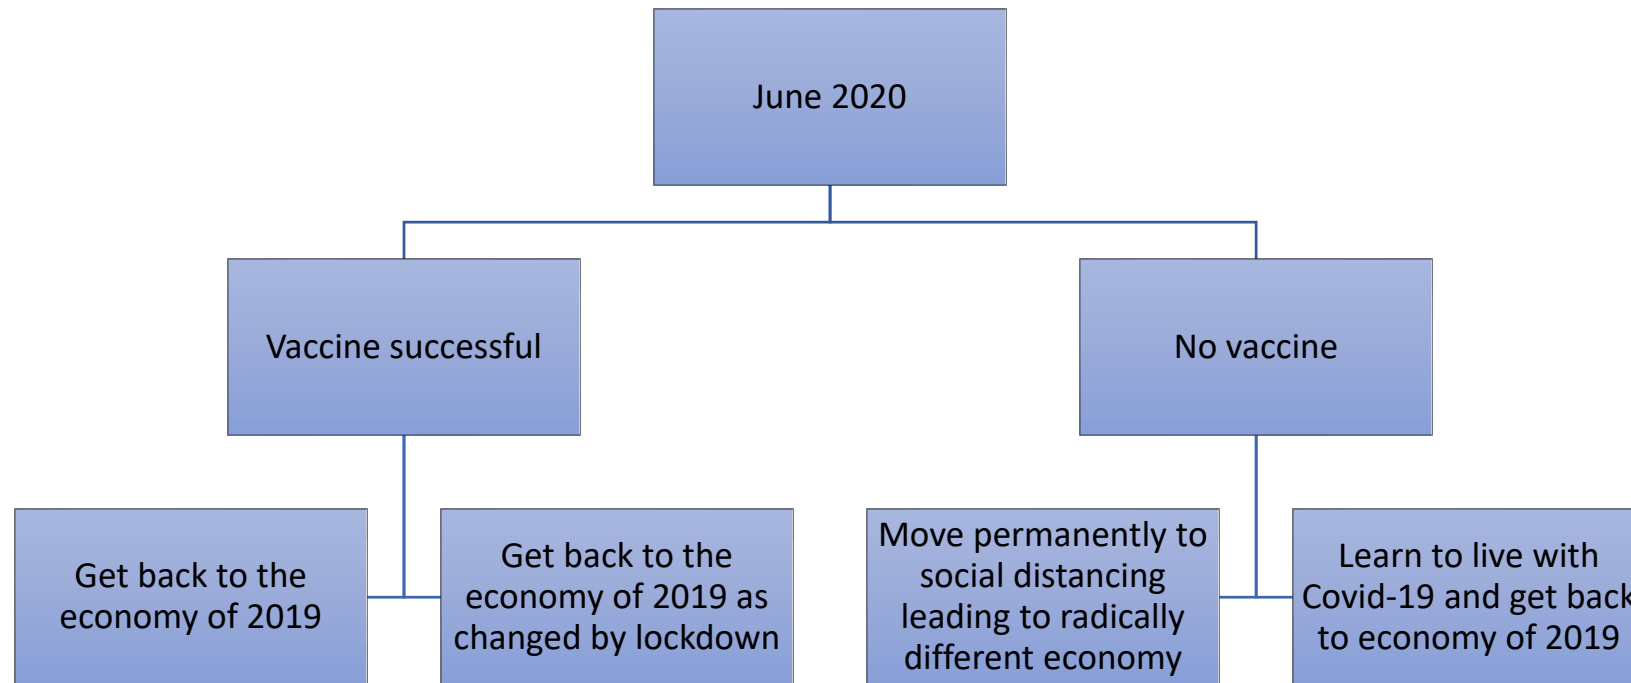 June 2020
Vaccine successful
No vaccine
Get back to the
economy of 2019
Get back to the
economy of 2019 as
changed by lockdown
Move permanently to
social distancing
leading to radically
different economy
Learn to live with
Covid-19 and get back
to economy of 2019